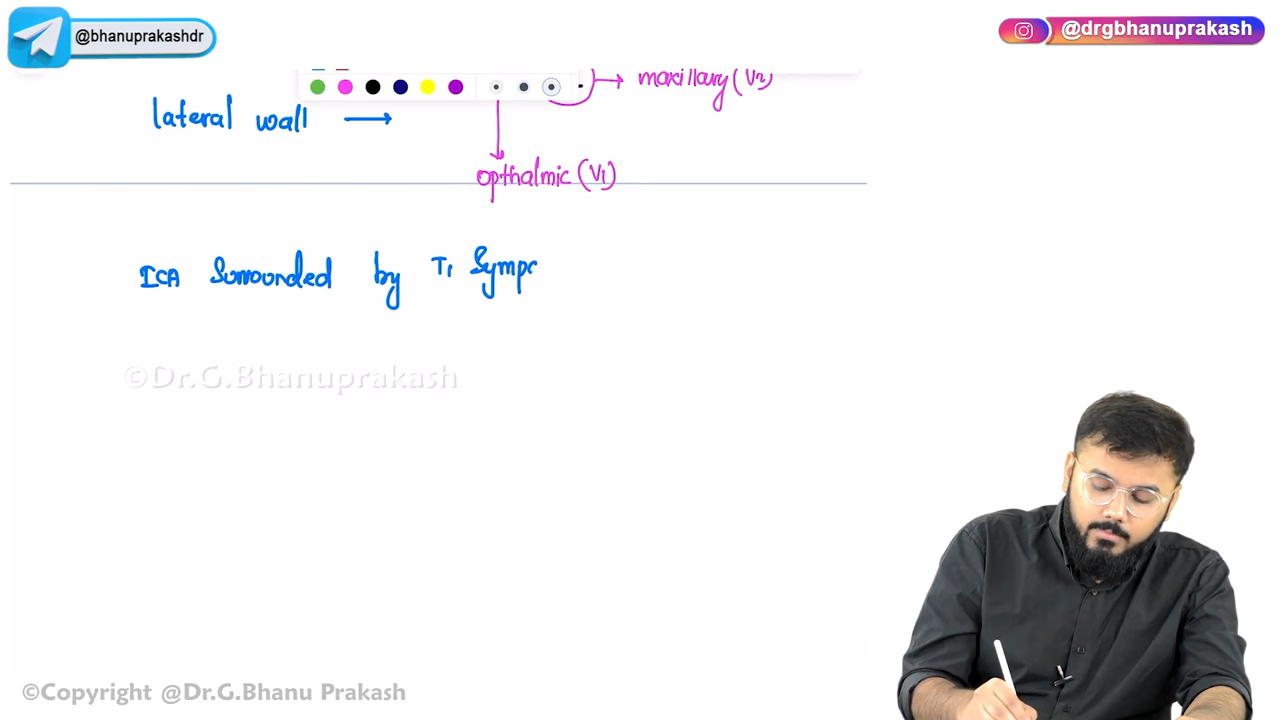 @bhanuprakashdr
@drgbhanuprakash
maxillary (V2)
lateral wall →
opthalmic (V1)
ICA Surrounded by T1 Sympa
©Dr.G.Bhanuprakash
©Copyright @Dr.G.Bhanu Prakash